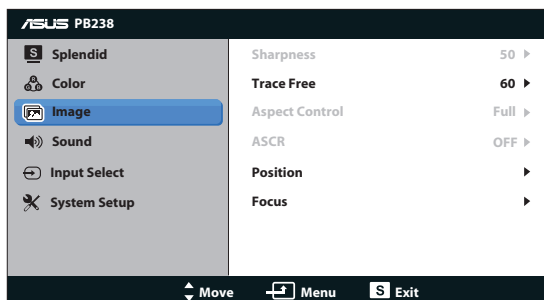 ASUS PB238
S Splendid
Color
Image
Sound
Input Select
System Setup
Sharpness 50
Trace Free 60
Aspect Control Full
ASCR OFF
Position
Focus
Move Menu S Exit